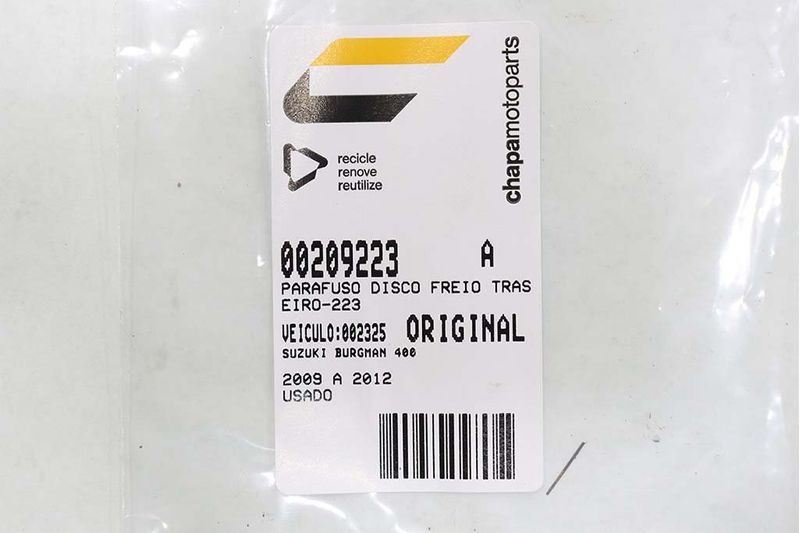 chapamotoparts
recicle
renove
reutilize
00209223 A
PARAFUSO DISCO FREIO TRAS
EIRO-223
VEICULO:002325 ORIGINAL
SUZUKI BURGMAN 400
2009 A 2012
USADO